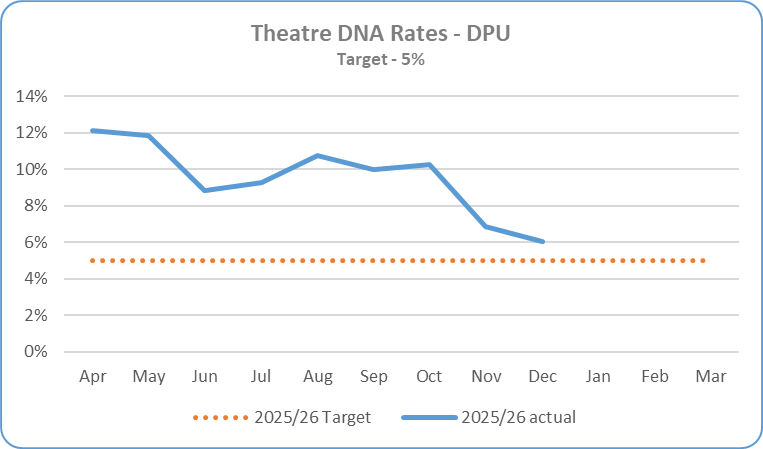 Theatre DNA Rates - DPU
Target - 5%
14%
12%
10%
8%
6%
4%
2%
0%
Apr May Jun Jul Aug Sep Oct Nov Dec Jan Feb Mar
2025/26 Target 2025/26 actual